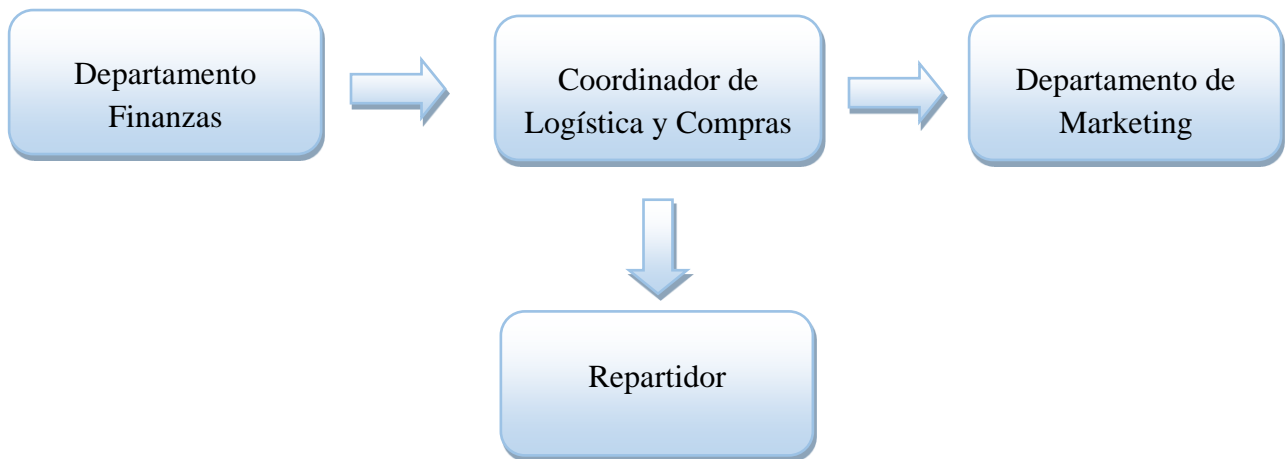 Departamento
Finanzas
Coordinador de
Logística y Compras
Departamento de
Marketing
Repartidor